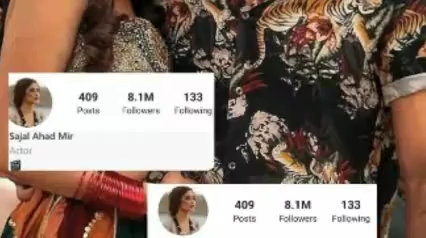 409 8.1M 133
Posts Followers Following
Sajal Ahad Mir
Actor
409 8.1M 133
Posts Followers Following